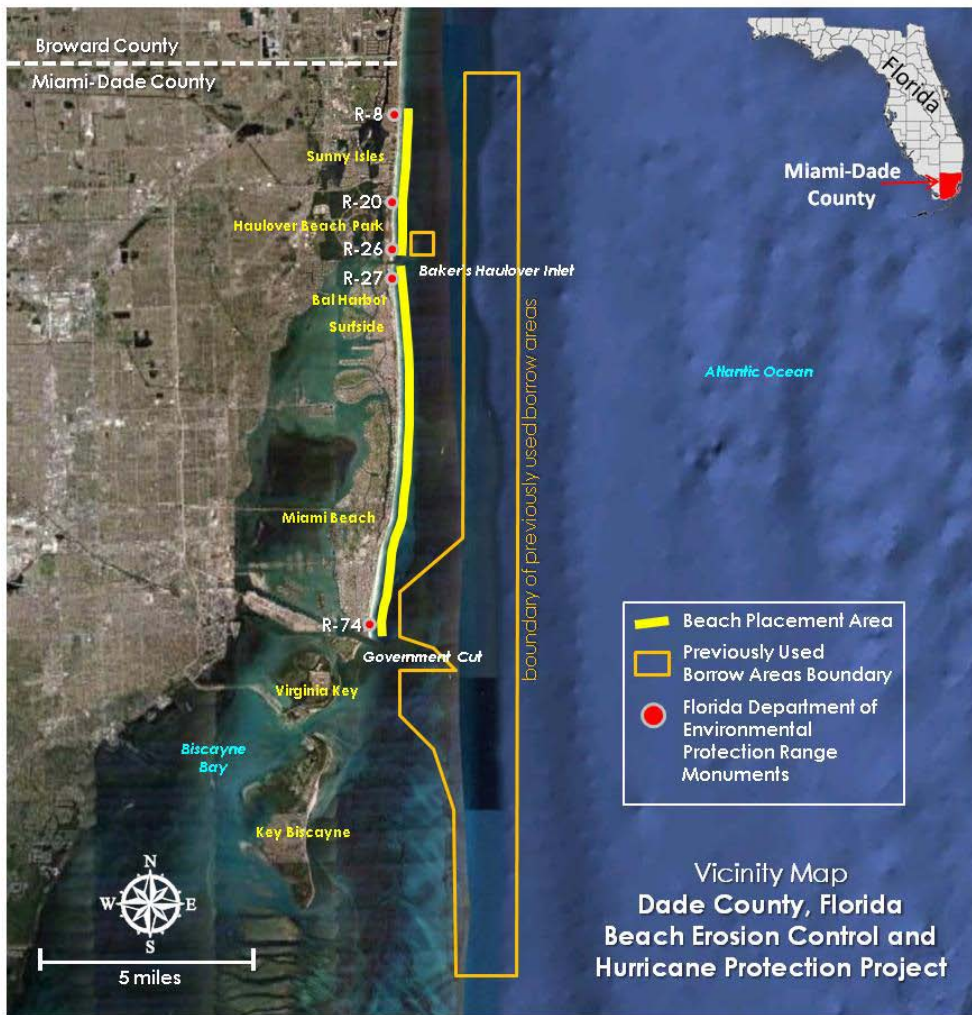 Broward County
Miami-Dade County
Florida
Miami-Dade
County
R-8
Sunny Isles
R-20
Haulover Beach Park
R-26
Baker's Haulover Inlet
R-27
Bal Harbor
Surfside
boundary of previously used borrow areas
Atlantic Ocean
Miami Beach
R-74
Government Cut
Virginia Key
Biscayne
Bay
Key Biscayne
Beach Placement Area
Previously Used
Borrow Areas Boundary
Florida Department of
Environmental
Protection Range
Monuments
N
W E
S
5 miles
Vicinity Map
Dade County, Florida
Beach Erosion Control and
Hurricane Protection Project